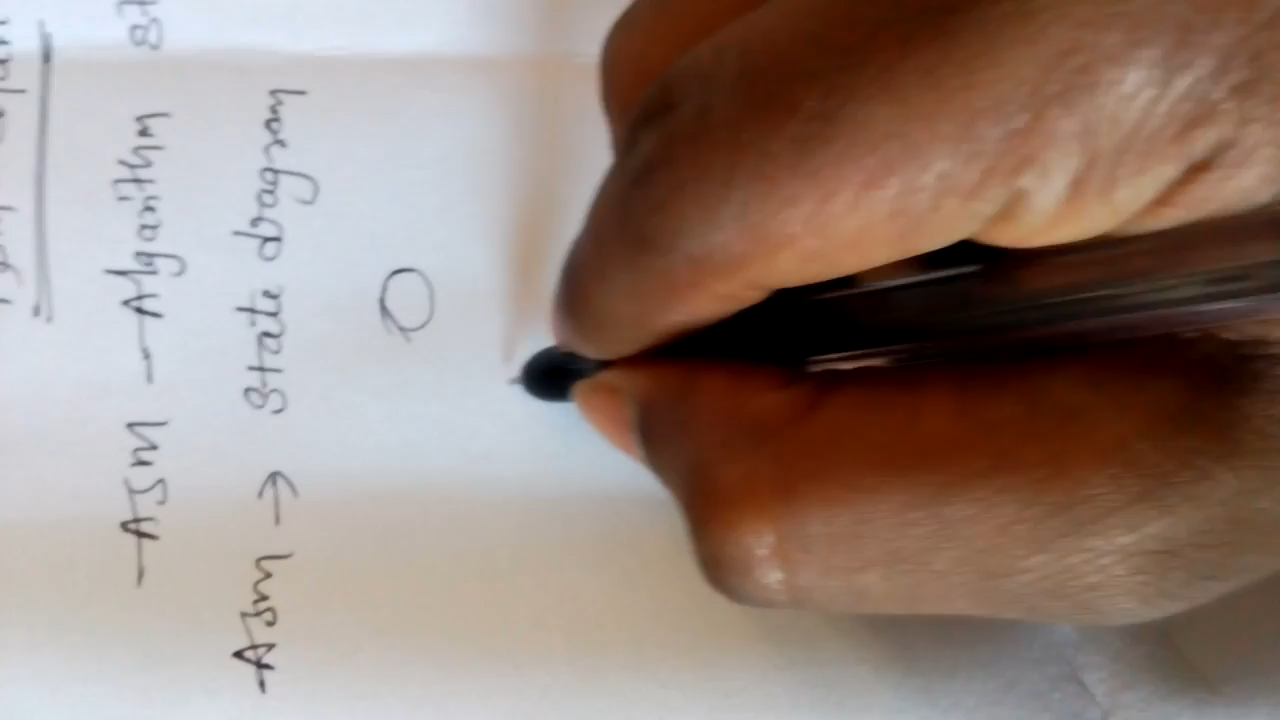 - ASM - Algorithm
ASM → State diagram